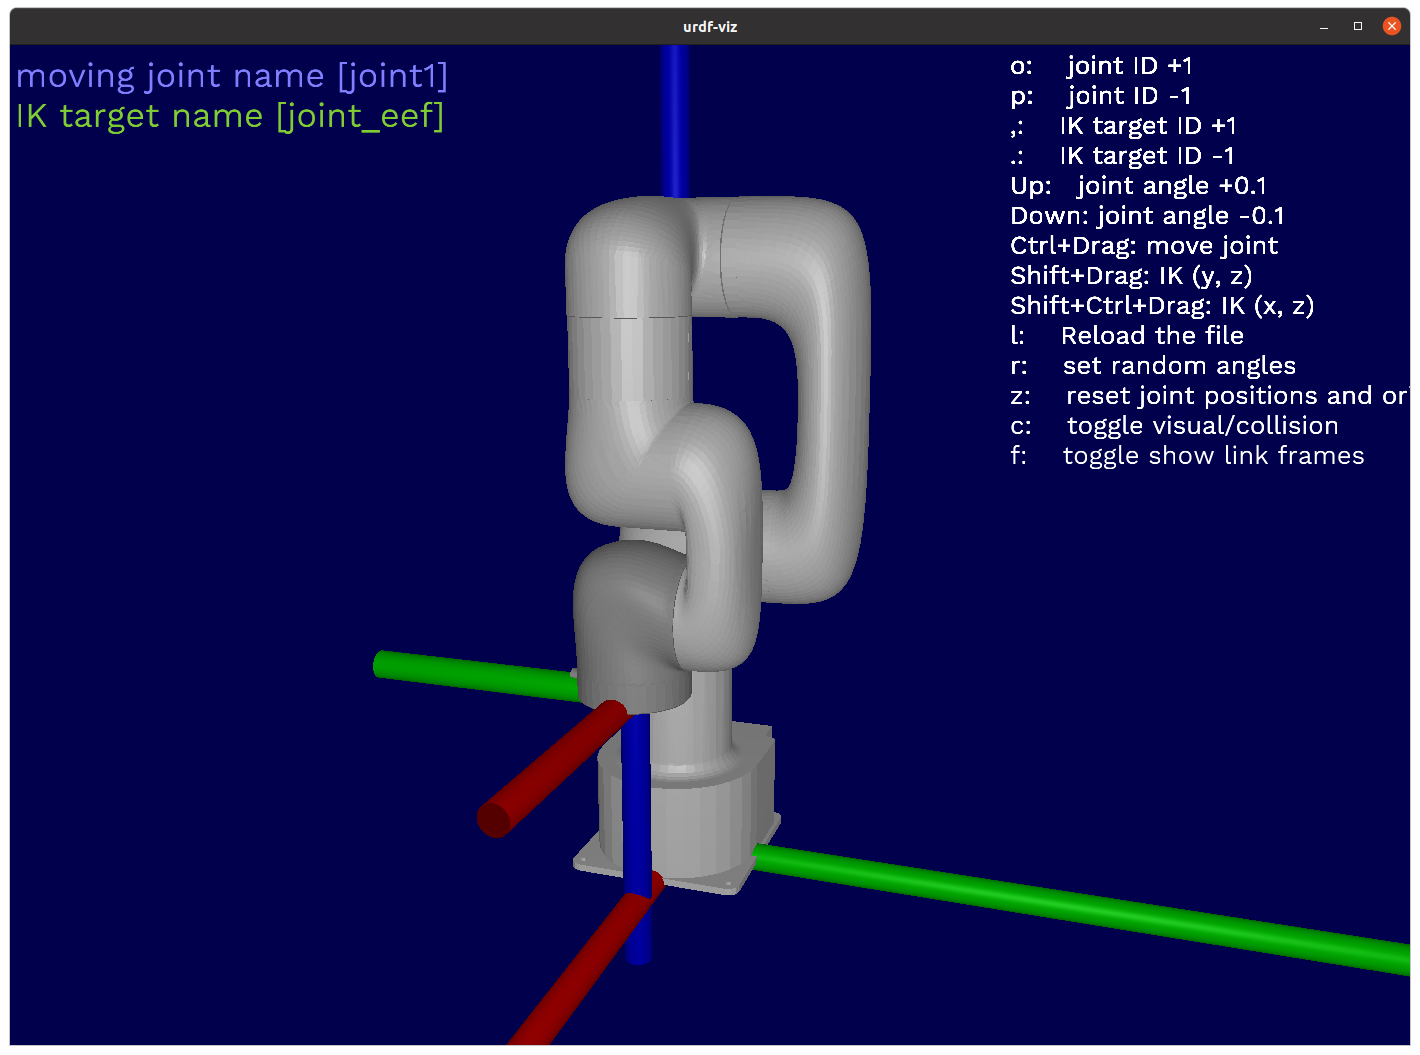 urdf-viz
moving joint name [joint1]
IK target name [joint_eef]
o: joint ID +1
p: joint ID -1
,: IK target ID +1
.: IK target ID -1
Up: joint angle +0.1
Down: joint angle -0.1
Ctrl+Drag: move joint
Shift+Drag: IK (y, z)
Shift+Ctrl+Drag: IK (x, z)
l: Reload the file
r: set random angles
z: reset joint positions and
c: toggle visual/collision
f: toggle show link frames